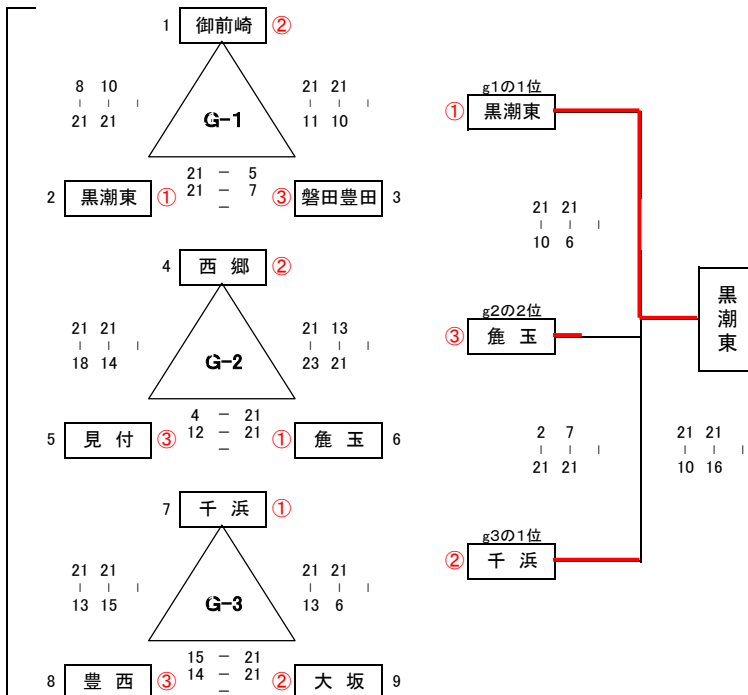 1 御前崎 ②
8 10 21 21
| | | | | |
21 21 11 10
G-1
21 - 5
21 - 7
-
2 黒潮東 ① ③ 磐田豊田 3
4 西 郷 ②
21 21 21 13
| | | | | |
18 14 23 21
G-2
4 - 21
12 - 21
-
5 見 付 ③ ① 麁 玉 6
7 千 浜 ①
21 21 21 21
| | | | | |
13 15 13 6
G-3
15 - 21
14 - 21
-
8 豊 西 ③ ② 大 坂 9
g1の1位
① 黒潮東
21 21
| | |
10 6
g2の2位
③ 麁 玉
2 7
| | |
21 21
g3の1位
② 千 浜
21 21
| | |
10 16
黒潮東